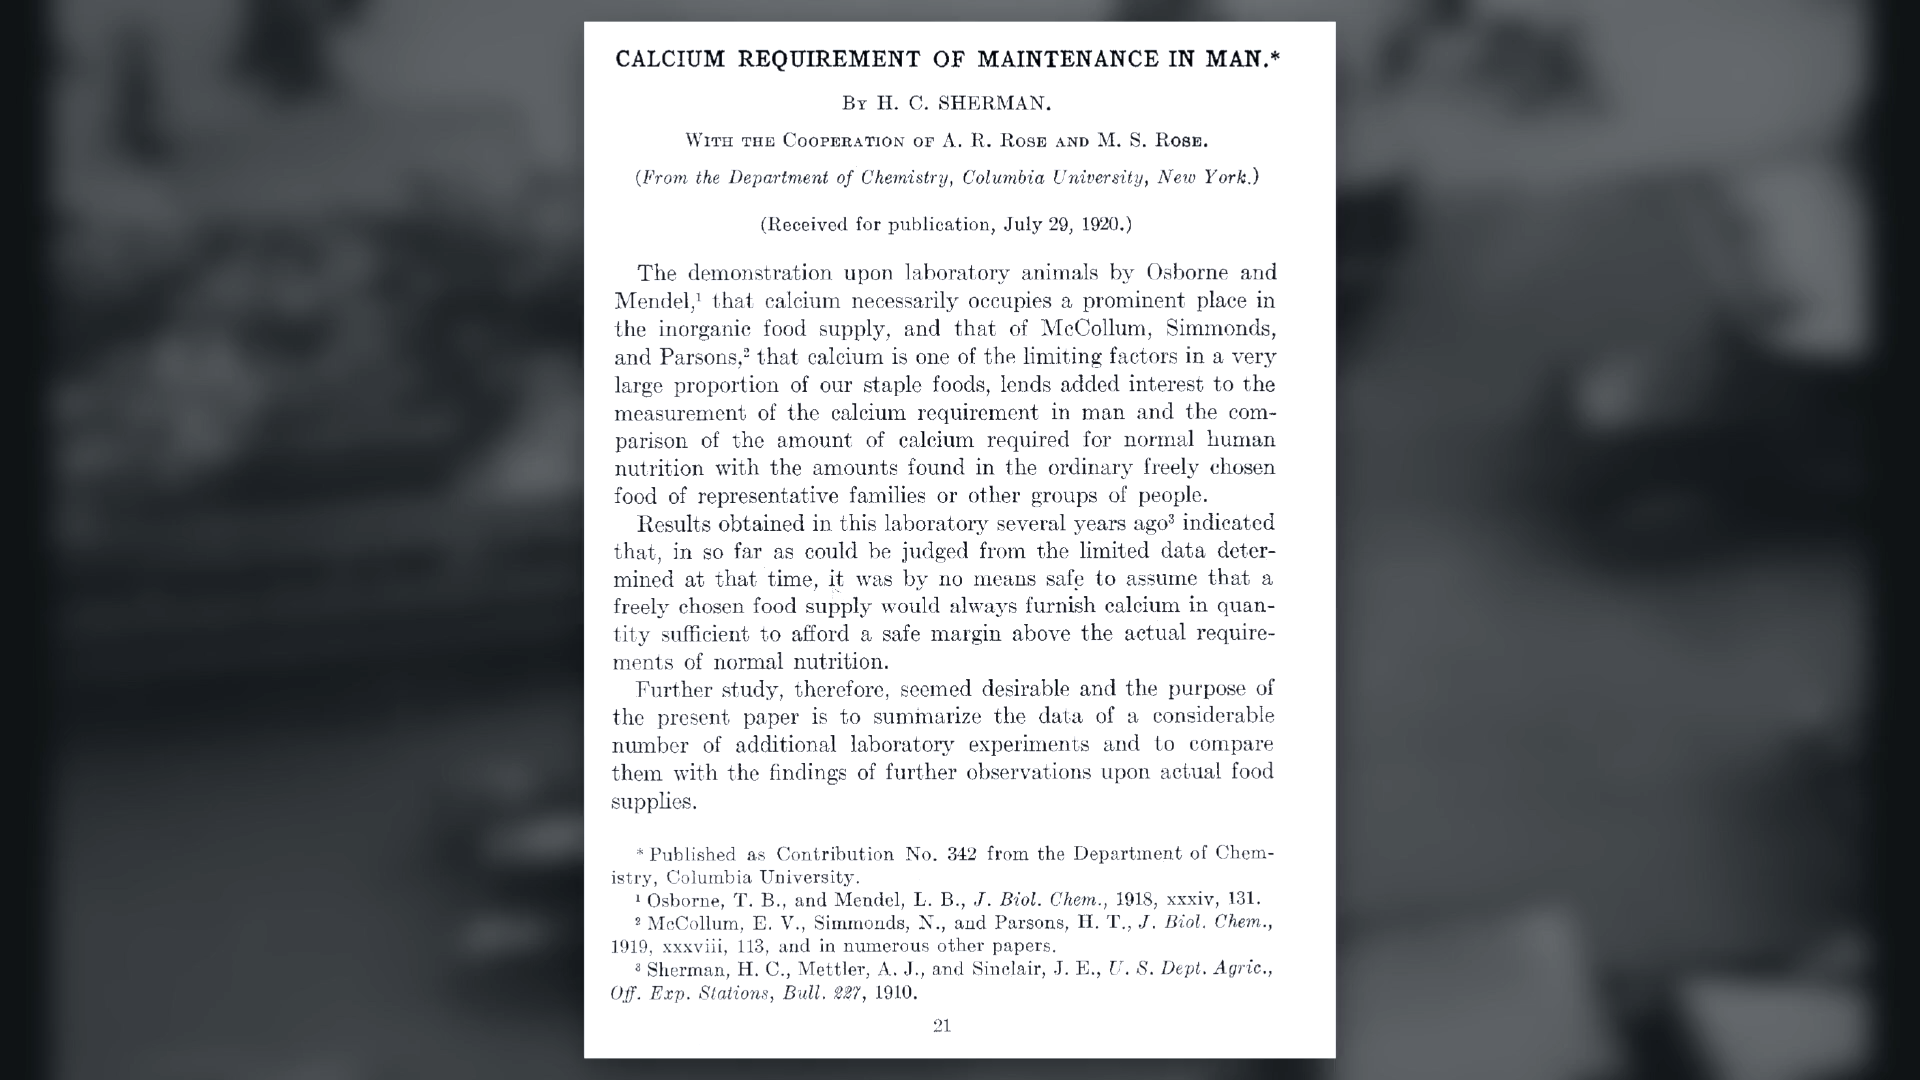 CALCIUM REQUIREMENT OF MAINTENANCE IN MAN.*
By H. C. SHERMAN.
With the Cooperation of A. R. Rose and M. S. Rose.
(From the Department of Chemistry, Columbia University, New York.)
(Received for publication, July 29, 1920.)
The demonstration upon laboratory animals by Osborne and
Mendel,¹ that calcium necessarily occupies a prominent place in
the inorganic food supply, and that of McCollum, Simmonds,
and Parsons,² that calcium is one of the limiting factors in a very
large proportion of our staple foods, lends added interest to the
measurement of the calcium requirement in man and the com-
parison of the amount of calcium required for normal human
nutrition with the amounts found in the ordinary freely chosen
food of representative families or other groups of people.
Results obtained in this laboratory several years ago³ indicated
that, in so far as could be judged from the limited data deter-
mined at that time, it was by no means safe to assume that a
freely chosen food supply would always furnish calcium in quan-
tity sufficient to afford a safe margin above the actual require-
ments of normal nutrition.
Further study, therefore, seemed desirable and the purpose of
the present paper is to summarize the data of a considerable
number of additional laboratory experiments and to compare
them with the findings of further observations upon actual food
supplies.
* Published as Contribution No. 342 from the Department of Chem-
istry, Columbia University.
¹ Osborne, T. B., and Mendel, L. B., J. Biol. Chem., 1918, xxxiv, 131.
² McCollum, E. V., Simmonds, N., and Parsons, H. T., J. Biol. Chem.,
1919, xxxviii, 113, and in numerous other papers.
³ Sherman, H. C., Mettler, A. J., and Sinclair, J. E., U. S. Dept. Agric.,
Off. Exp. Stations, Bull. 227, 1910.
21